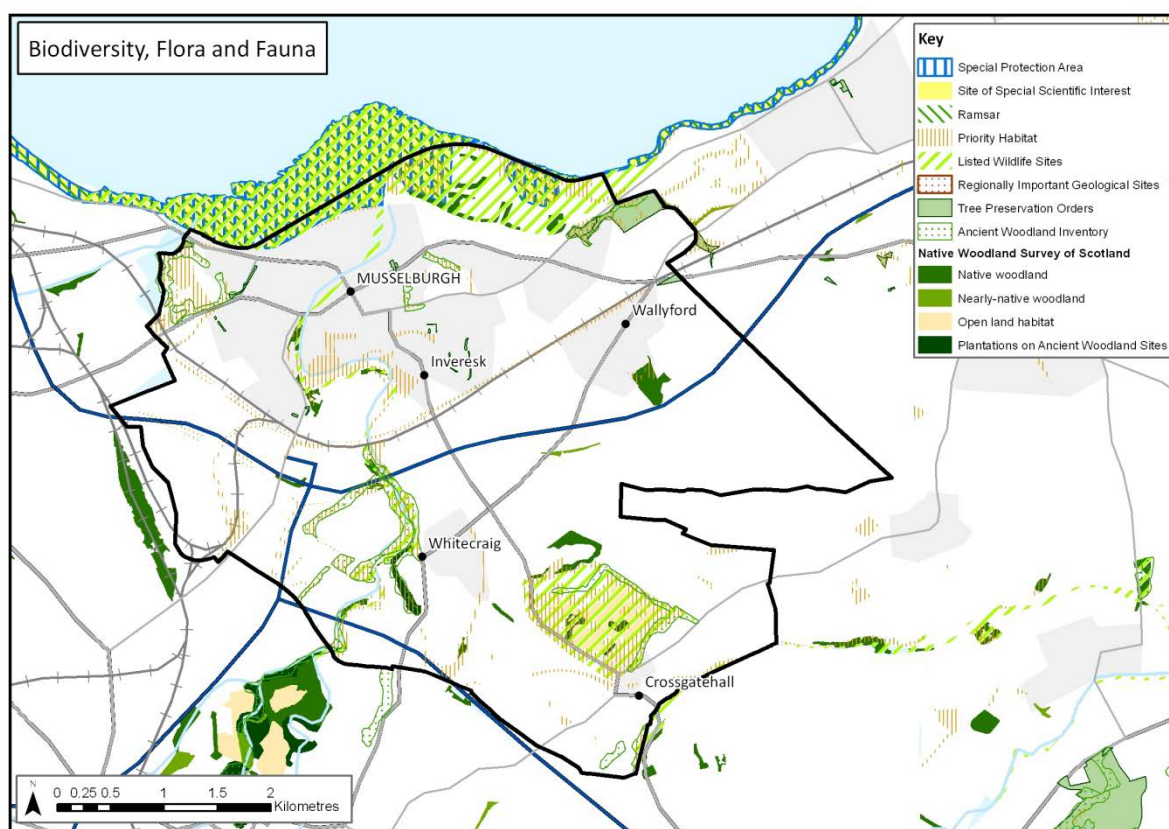 Biodiversity, Flora and Fauna
Key
Special Protection Area
Site of Special Scientific Interest
Ramsar
Priority Habitat
Listed Wildlife Sites
Regionally Important Geological Sites
Tree Preservation Orders
Ancient Woodland Inventory
Native Woodland Survey of Scotland
Native woodland
Nearly-native woodland
Open land habitat
Plantations on Ancient Woodland Sites
MUSSELBURGH
Wallyford
Inveresk
Whitecraig
Crossgatehall
N
0 0.25 0.5 1 1.5 2
Kilometres